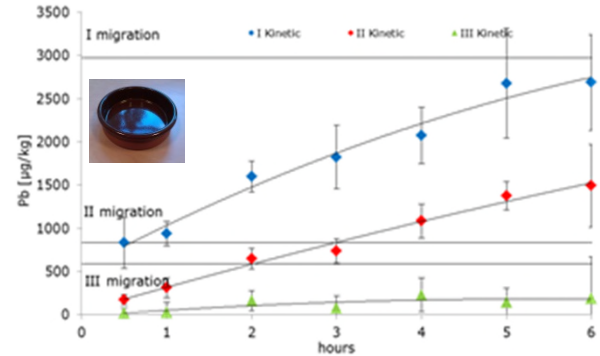 3500
I migration
I Kinetic
II Kinetic
III Kinetic
3000
2500
2000
1500
II migration
1000
500
III migration
0
Pb [µg/kg]
0 1 2 3 4 5 6
hours